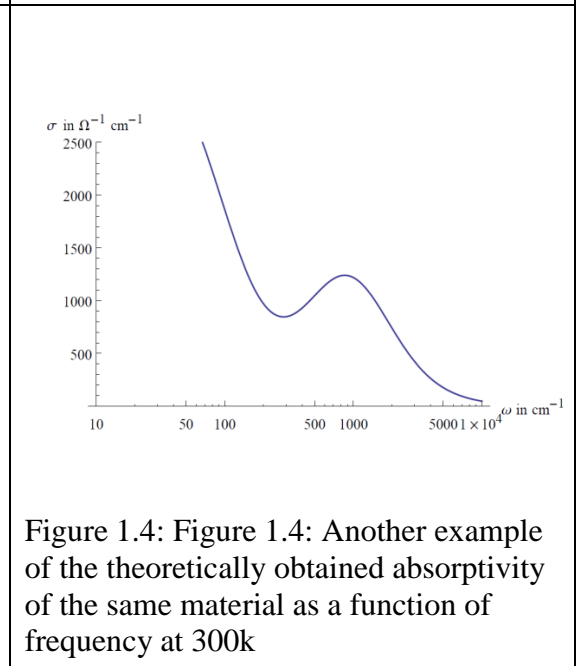 σ in Ω⁻¹ cm⁻¹
2500
2000
1500
1000
500
10 50 100 500 1000 5000 1 × 10⁴
ω in cm⁻¹
Figure 1.4: Figure 1.4: Another example
of the theoretically obtained absorptivity
of the same material as a function of
frequency at 300k